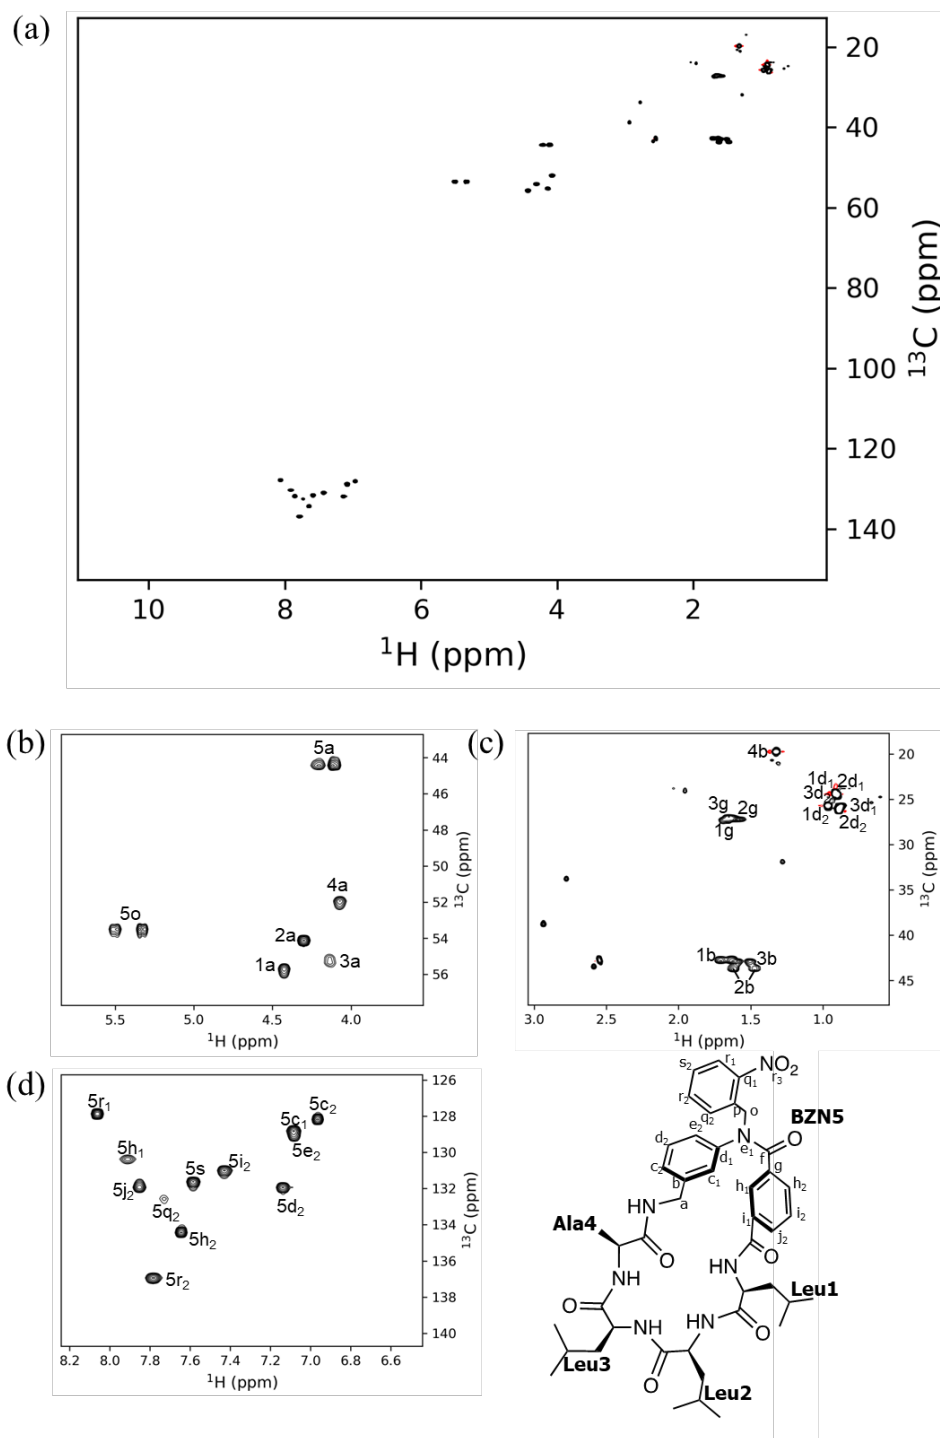 (a)
20
40
60
80
100
120
140
¹³C (ppm)
10 8 6 4 2
¹H (ppm)
(b)
5a
4a
5o
2a
1a 3a
44
46
50
52
54
56
¹³C (ppm)
5.5 5.0 4.5 4.0
¹H (ppm)
(c)
4b
1d₁ 2d₁
3d
3d₁
1d₂ 2d₂
3g 2g
1g
1b 3b
2b
20
25
30
35
40
45
¹³C (ppm)
3.0 2.5 2.0 1.5 1.0
¹H (ppm)
(d)
5r₁
5c₁ 5c₂
5e₂
5h₁
5s 5i₂
5j₂
5q₂
5d₂
5h₂
5r₂
126
128
130
132
134
136
138
140
¹³C (ppm)
8.2 8.0 7.8 7.6 7.4 7.2 7.0 6.8 6.6
¹H (ppm)
s₂ r₁
NO₂
r₃
q₁
r₂
q₂ p o
BZN5
e₂
N
e₁
O
d₂
d₁
f
g
c₂
c₁
b
h₁ h₂
a
i₁ i₂
j₂
HN
Ala4
O
O
HN
NH
Leu1
O
NH
HN
O
O
Leu3
O
Leu2